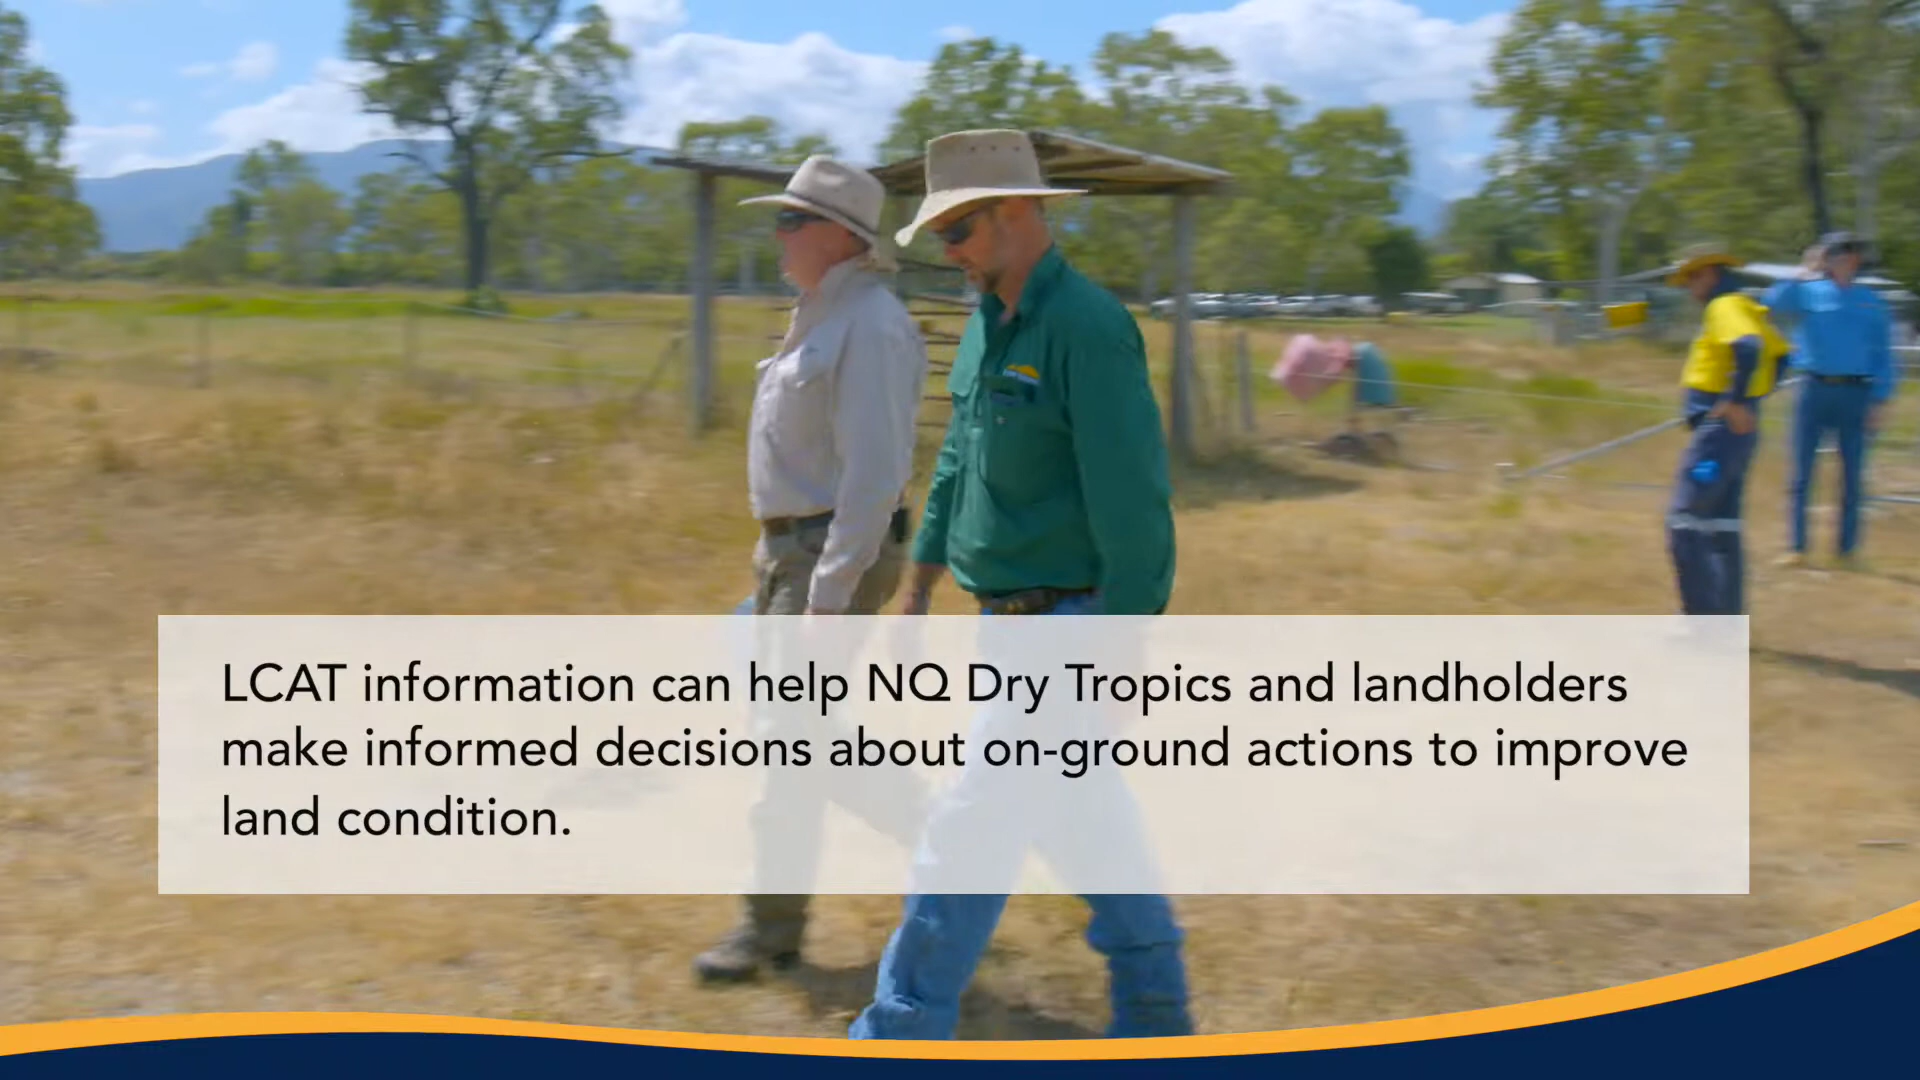 LCAT information can help NQ Dry Tropics and landholders
make informed decisions about on-ground actions to improve
land condition.